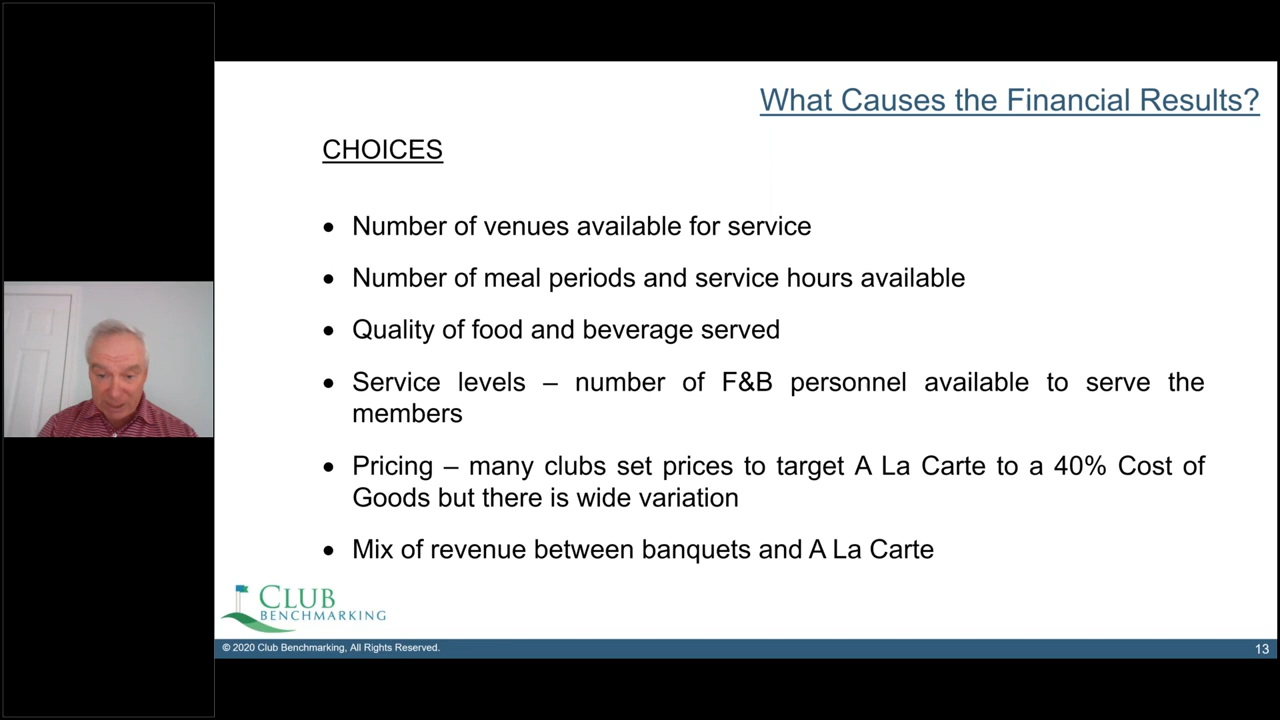 What Causes the Financial Results?
CHOICES
• Number of venues available for service
• Number of meal periods and service hours available
• Quality of food and beverage served
• Service levels – number of F&B personnel available to serve the
members
• Pricing – many clubs set prices to target A La Carte to a 40% Cost of
Goods but there is wide variation
• Mix of revenue between banquets and A La Carte
CLUB
BENCHMARKING
© 2020 Club Benchmarking, All Rights Reserved.
13